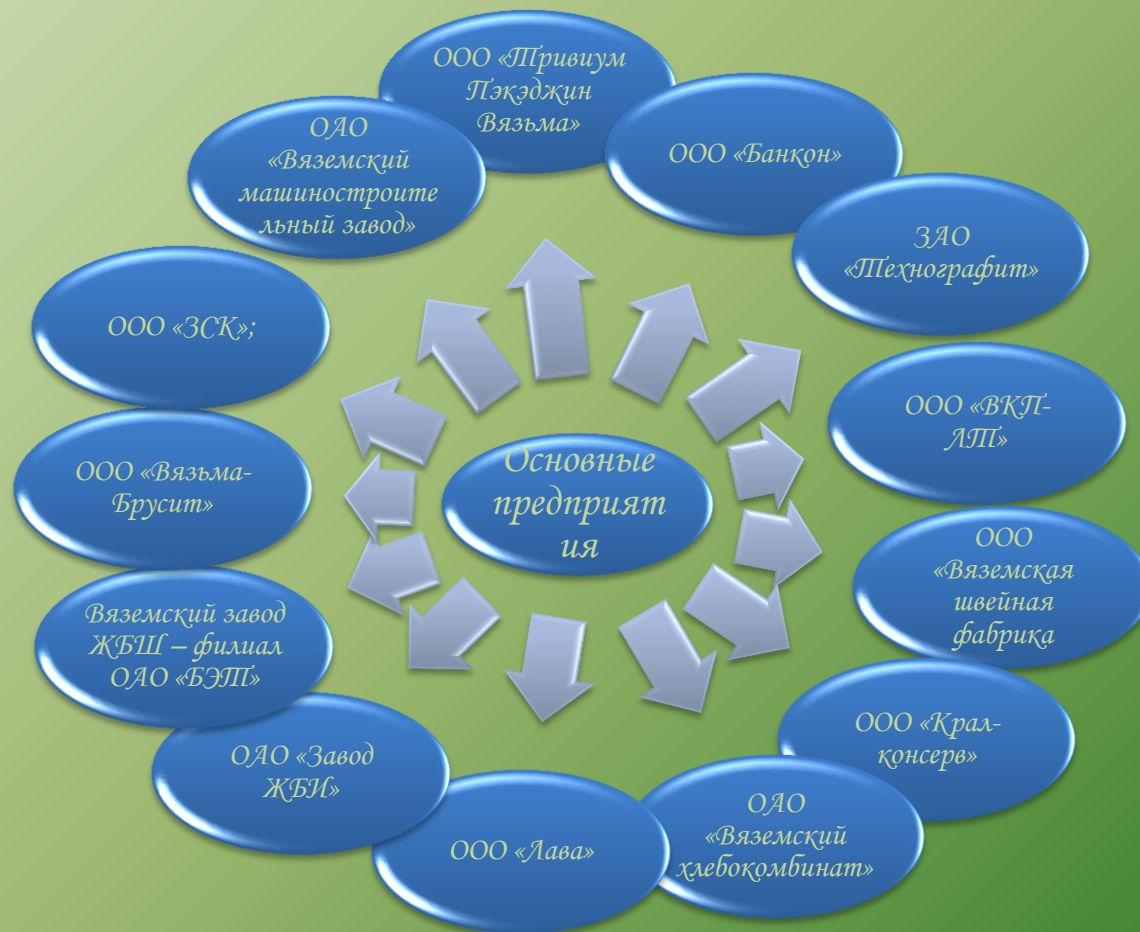 ООО «Тривиум
Пэкэджин
Вязьма»
ООО «Банкон»
ЗАО
«Технографит»
ООО «ВКП-
ЛТ»
ООО
«Вяземская
швейная
фабрика
ООО «Крал-
консерв»
ОАО
«Вяземский
хлебокомбинат»
ООО «Лава»
ОАО «Завод
ЖБИ»
Вяземский завод
ЖБШ – филиал
ОАО «БЭТ»
ООО «Вязьма-
Брусит»
ООО «ЗСК»;
ОАО
«Вяземский
машиностроите
льный завод»
Основные
предприят
ия